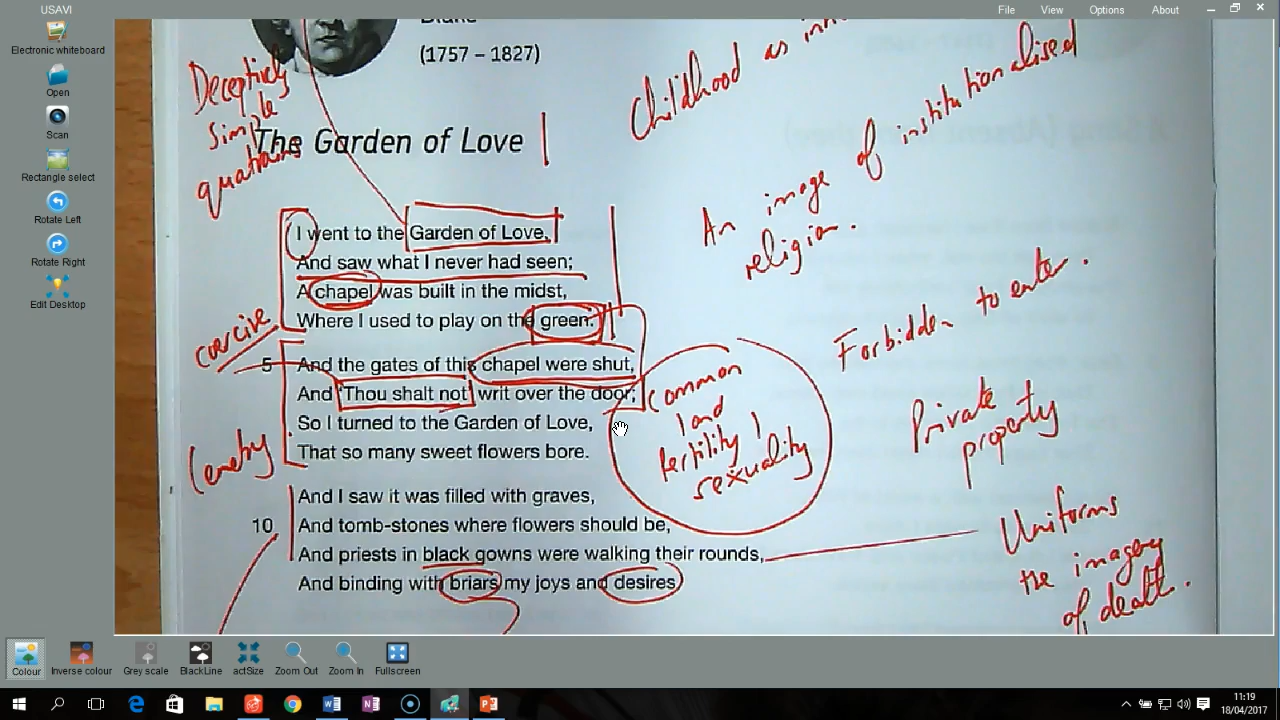 USAVI
File View Options About
Electronic whiteboard
Open
Scan
Rectangle select
Rotate Left
Rotate Right
Edit Desktop
Blake
(1757 – 1827)
Deceptively
simple
quatrains
Childhood as
The Garden of Love
An image of institutionalised
religion.
I went to the Garden of Love,
And saw what I never had seen;
A chapel was built in the midst,
Where I used to play on the green.
coercive
Forbidden to enter.
5 And the gates of this chapel were shut,
And 'Thou shalt not' writ over the door;
So I turned to the Garden of Love,
That so many sweet flowers bore.
Common
land
fertility /
sexuality
Private
property
Cemetry
And I saw it was filled with graves,
10 And tomb-stones where flowers should be,
And priests in black gowns were walking their rounds,
And binding with briars my joys and desires
Uniforms
the imagery
of death.
Colour Inverse colour Grey scale BlackLine actSize Zoom Out Zoom In Fullscreen
11:19
18/04/2017